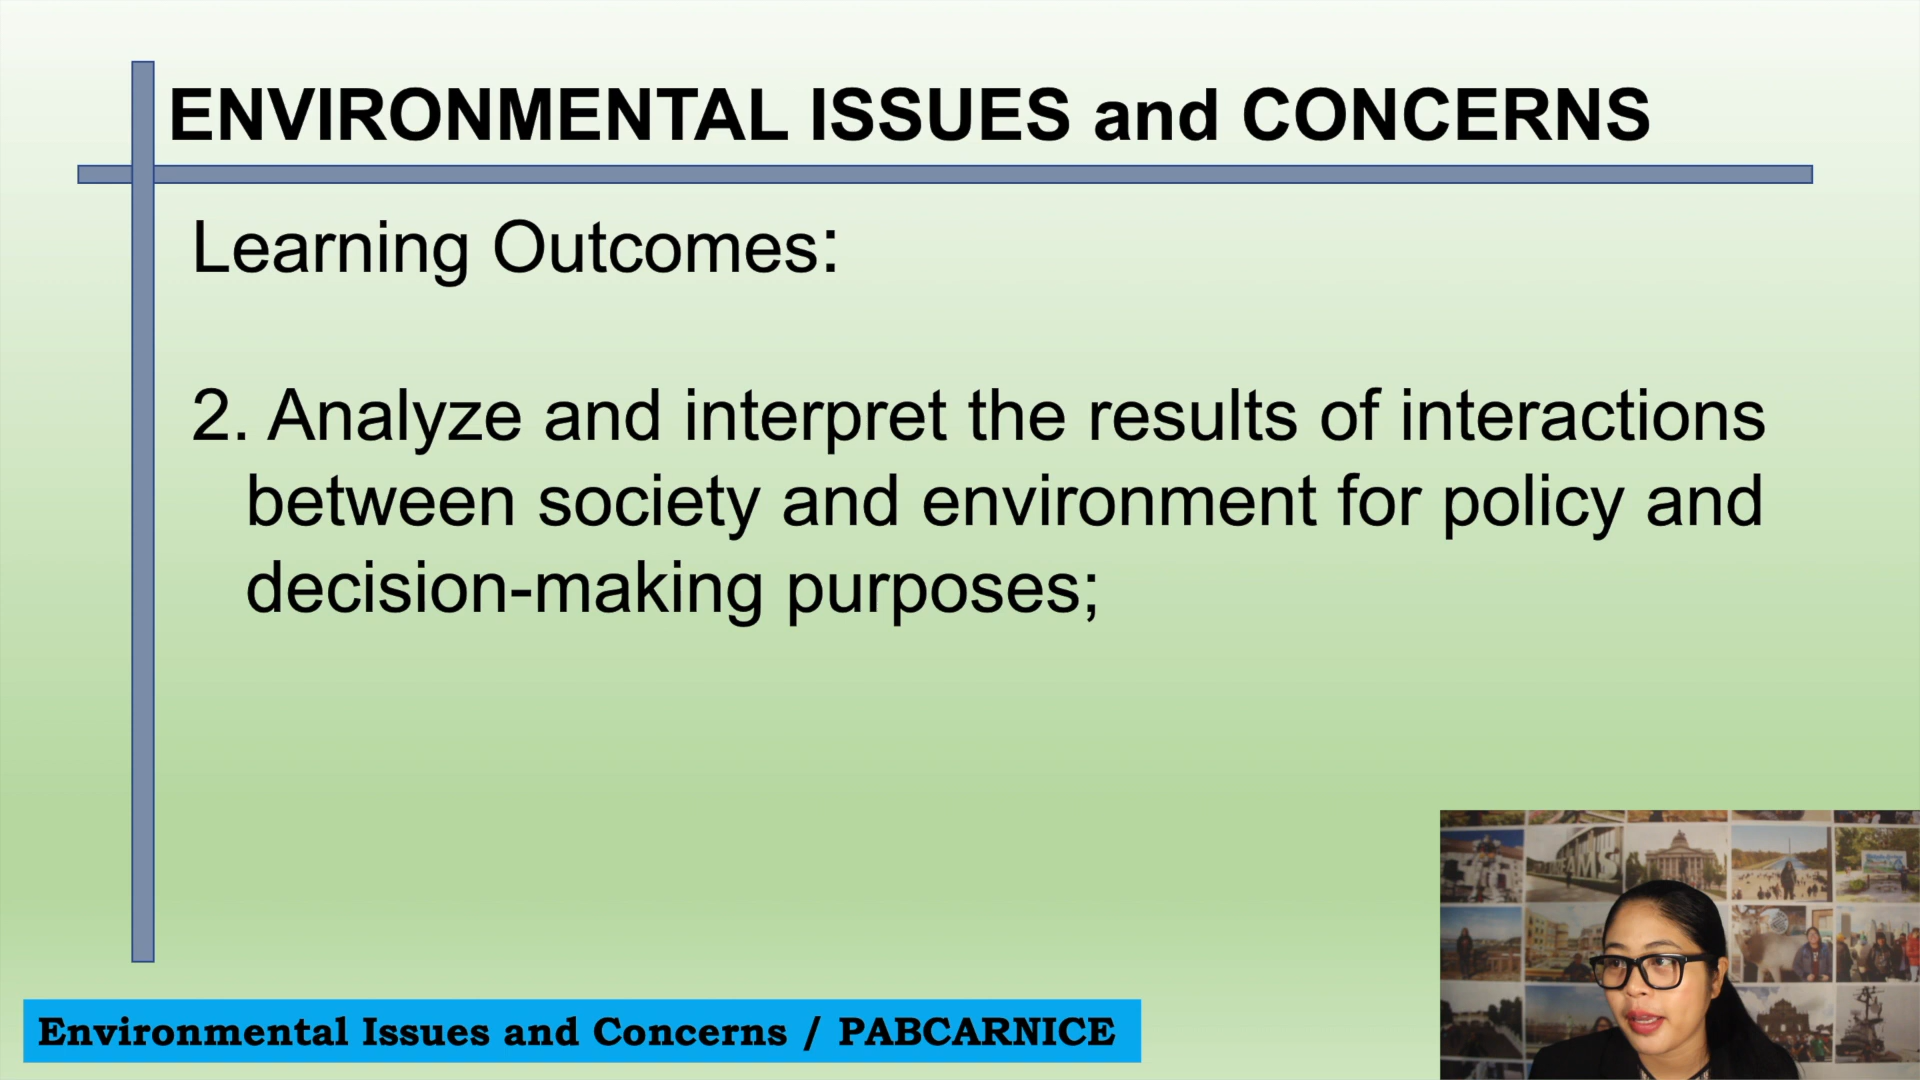 ENVIRONMENTAL ISSUES and CONCERNS
Learning Outcomes:
2. Analyze and interpret the results of interactions
between society and environment for policy and
decision-making purposes;
Environmental Issues and Concerns / PABCARNICE